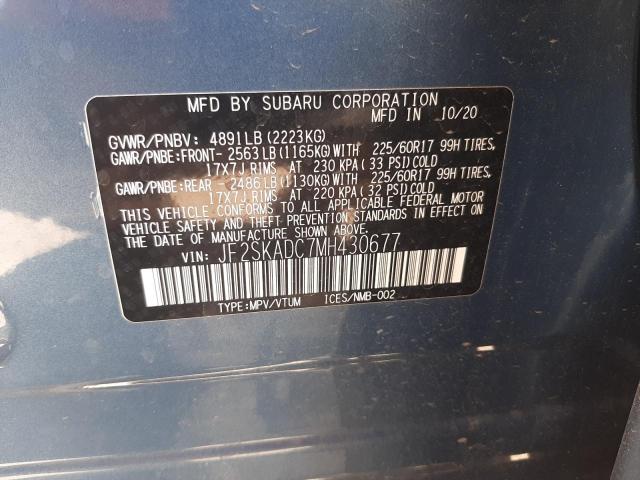 MFD BY SUBARU CORPORATION
MFD IN 10/20
GVWR/PNBV: 4891LB(2223KG)
GAWR/PNBE:FRONT- 2563LB(1165KG)WITH 225/60R17 99H TIRES,
17X7J RIMS AT 230 KPA(33 PSI)COLD
GAWR/PNBE:REAR - 2486LB(1130KG)WITH 225/60R17 99H TIRES,
17X7J RIMS AT 220 KPA(32 PSI)COLD
THIS VEHICLE CONFORMS TO ALL APPLICABLE FEDERAL MOTOR
VEHICLE SAFETY AND THEFT PREVENTION STANDARDS IN EFFECT
ON THE DATE OF MANUFACTURE SHOWN ABOVE.
VIN: JF2SKADC7MH430677
TYPE:MPV/VTUM ICES/NMB-002